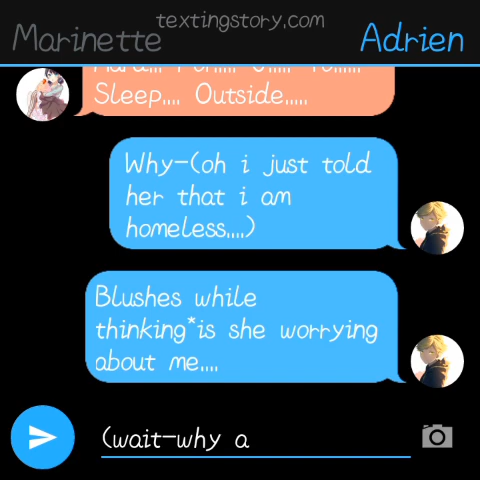 textingstory.com
Marinette
Adrien
Sleep,,,, Outside,,,,,
Why-(oh i just told
her that i am
homeless,,,,)
Blushes while
thinking*is she worrying
about me,,,,
(wait-why a